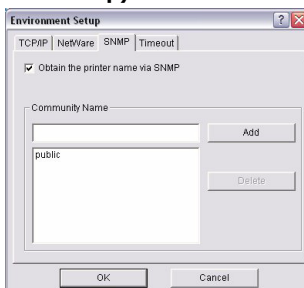 Environment Setup
TCP/IP NetWare SNMP Timeout
Obtain the printer name via SNMP
Community Name
Add
public
Delete
OK Cancel